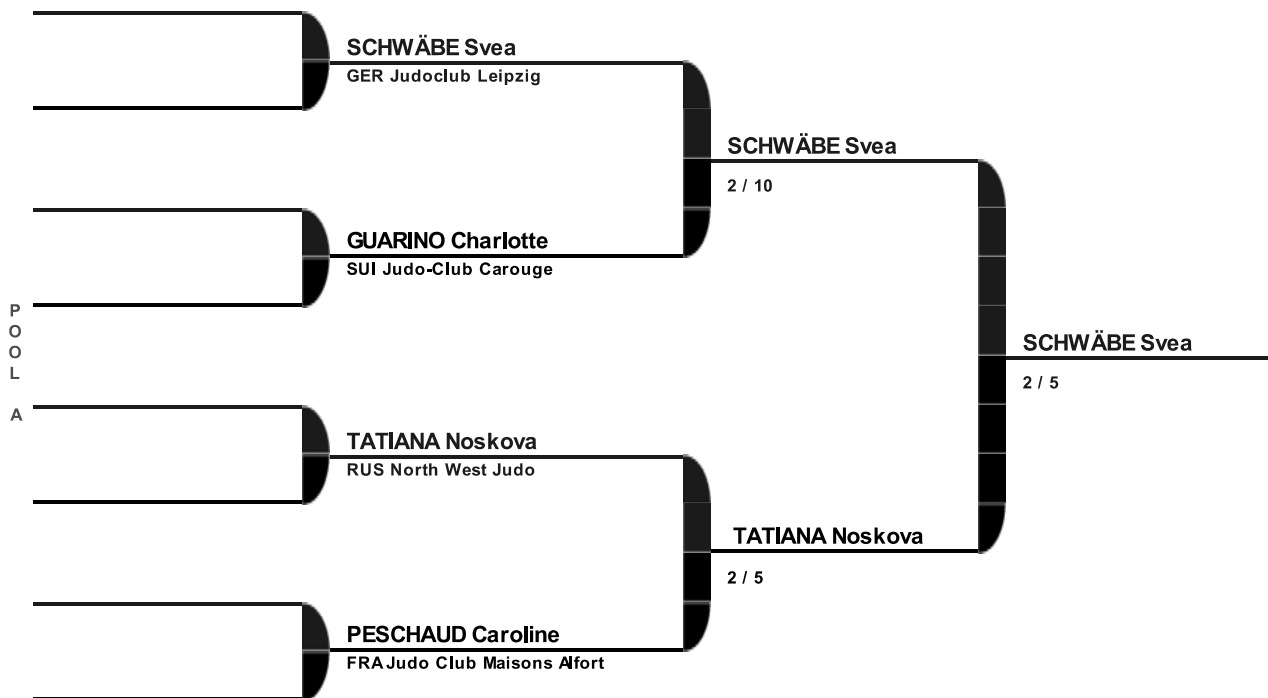 SCHWÄBE Svea
GER Judoclub Leipzig
SCHWÄBE Svea
2 / 10
GUARINO Charlotte
SUI Judo-Club Carouge
POOL A
SCHWÄBE Svea
2 / 5
TATIANA Noskova
RUS North West Judo
TATIANA Noskova
2 / 5
PESCHAUD Caroline
FRA Judo Club Maisons Alfort